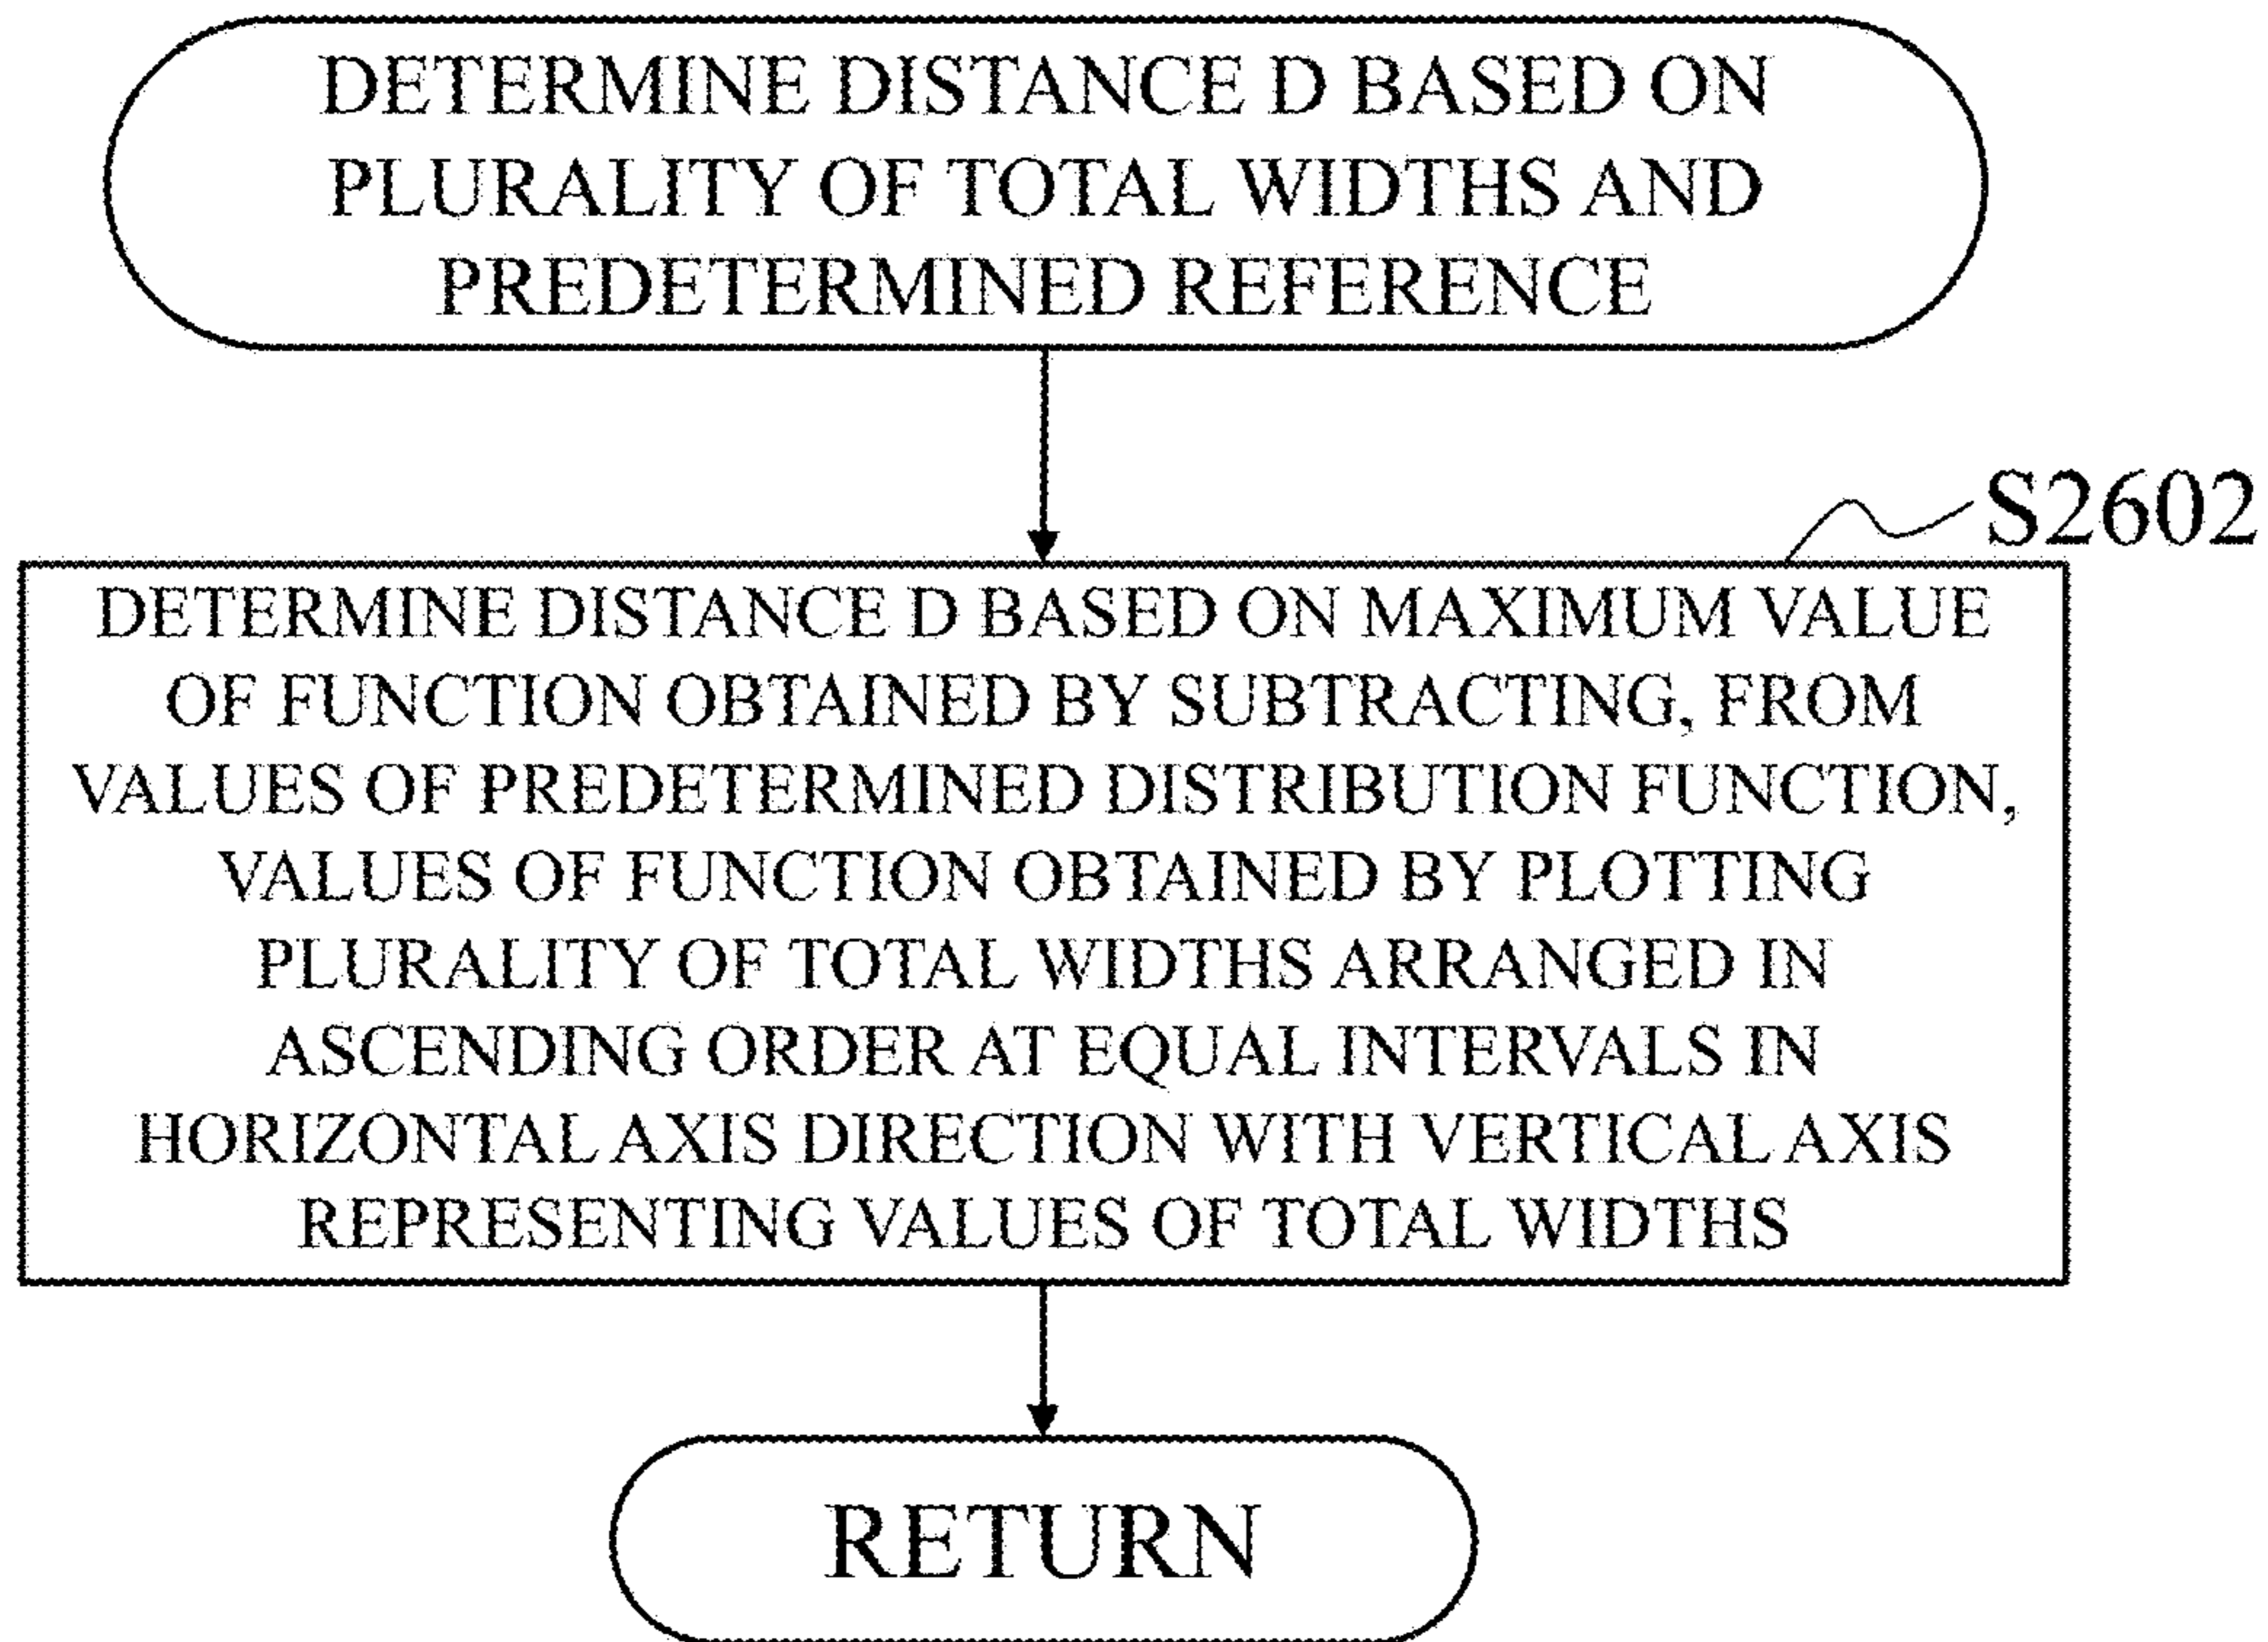 DETERMINE DISTANCE D BASED ON
PLURALITY OF TOTAL WIDTHS AND
PREDETERMINED REFERENCE
S2602
DETERMINE DISTANCE D BASED ON MAXIMUM VALUE
OF FUNCTION OBTAINED BY SUBTRACTING, FROM
VALUES OF PREDETERMINED DISTRIBUTION FUNCTION,
VALUES OF FUNCTION OBTAINED BY PLOTTING
PLURALITY OF TOTAL WIDTHS ARRANGED IN
ASCENDING ORDER AT EQUAL INTERVALS IN
HORIZONTAL AXIS DIRECTION WITH VERTICAL AXIS
REPRESENTING VALUES OF TOTAL WIDTHS
RETURN